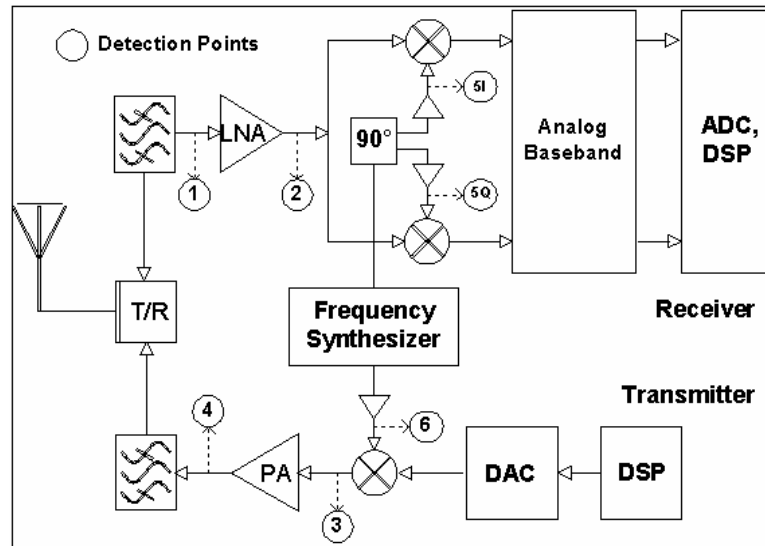 Detection Points
5I
LNA
90°
Analog
Baseband
ADC,
DSP
1
2
5Q
T/R
Frequency
Synthesizer
Receiver
Transmitter
4
6
PA
DAC
DSP
3